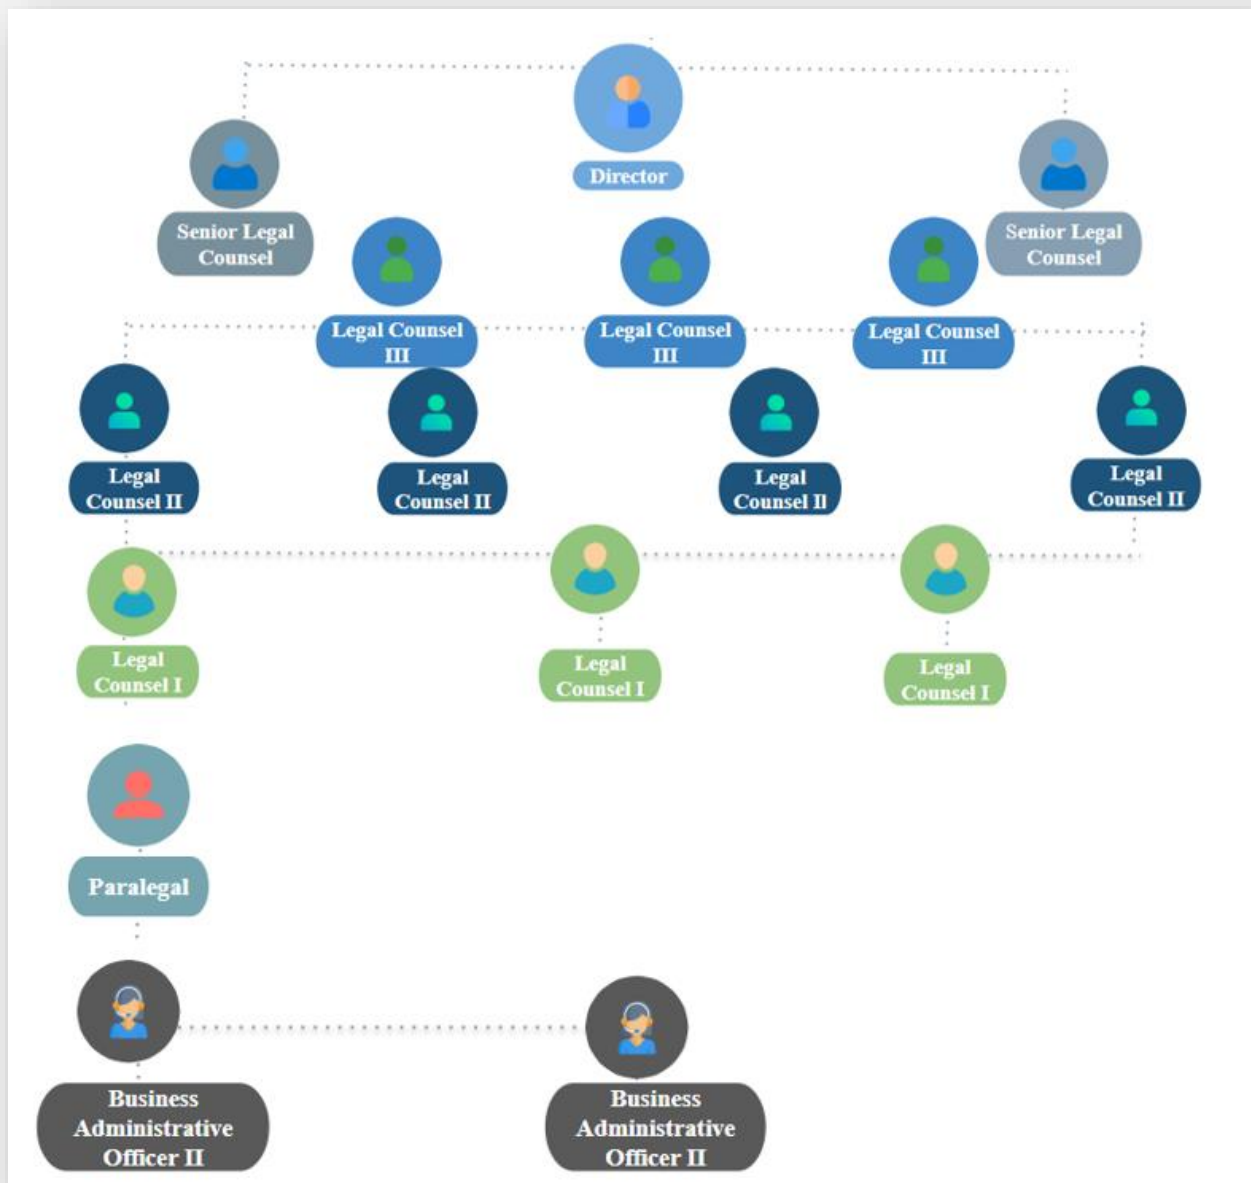 Director
Senior Legal
Counsel
Senior Legal
Counsel
Legal Counsel
III
Legal Counsel
III
Legal Counsel
III
Legal
Counsel II
Legal
Counsel II
Legal
Counsel II
Legal
Counsel II
Legal
Counsel I
Legal
Counsel I
Legal
Counsel I
Paralegal
Business
Administrative
Officer II
Business
Administrative
Officer II